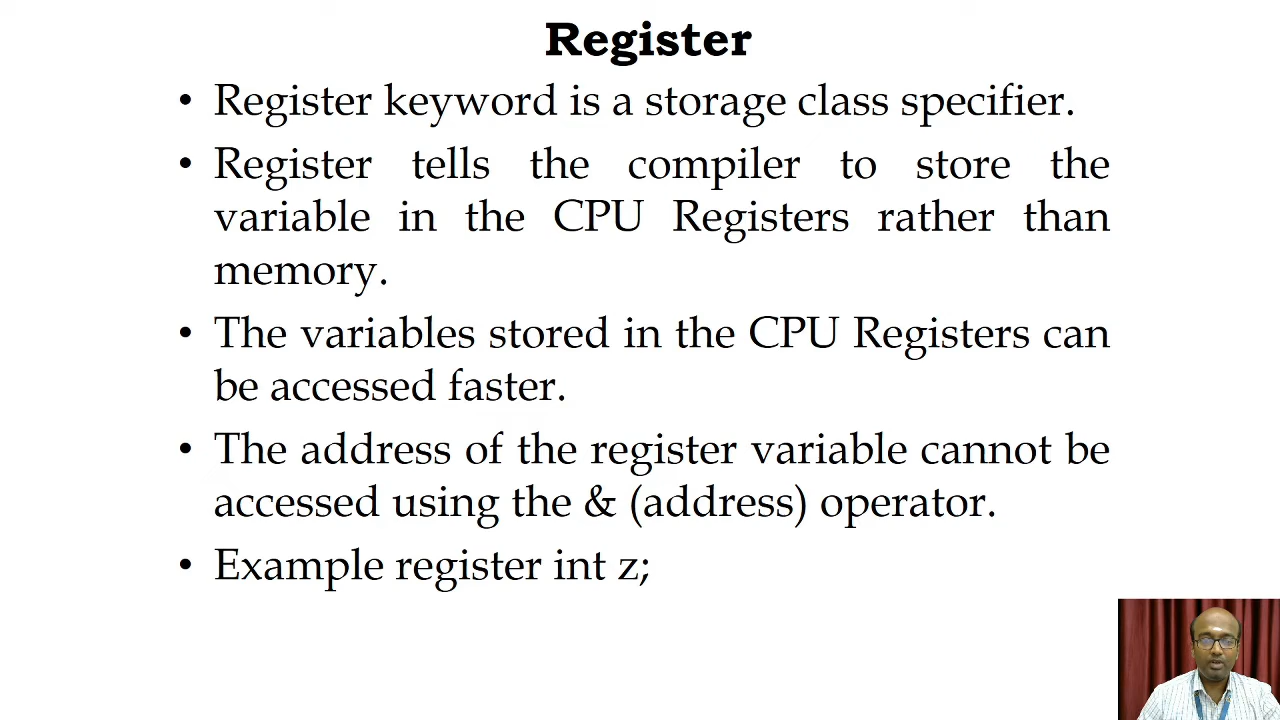 Register
• Register keyword is a storage class specifier.
• Register tells the compiler to store the
variable in the CPU Registers rather than
memory.
• The variables stored in the CPU Registers can
be accessed faster.
• The address of the register variable cannot be
accessed using the & (address) operator.
• Example register int z;